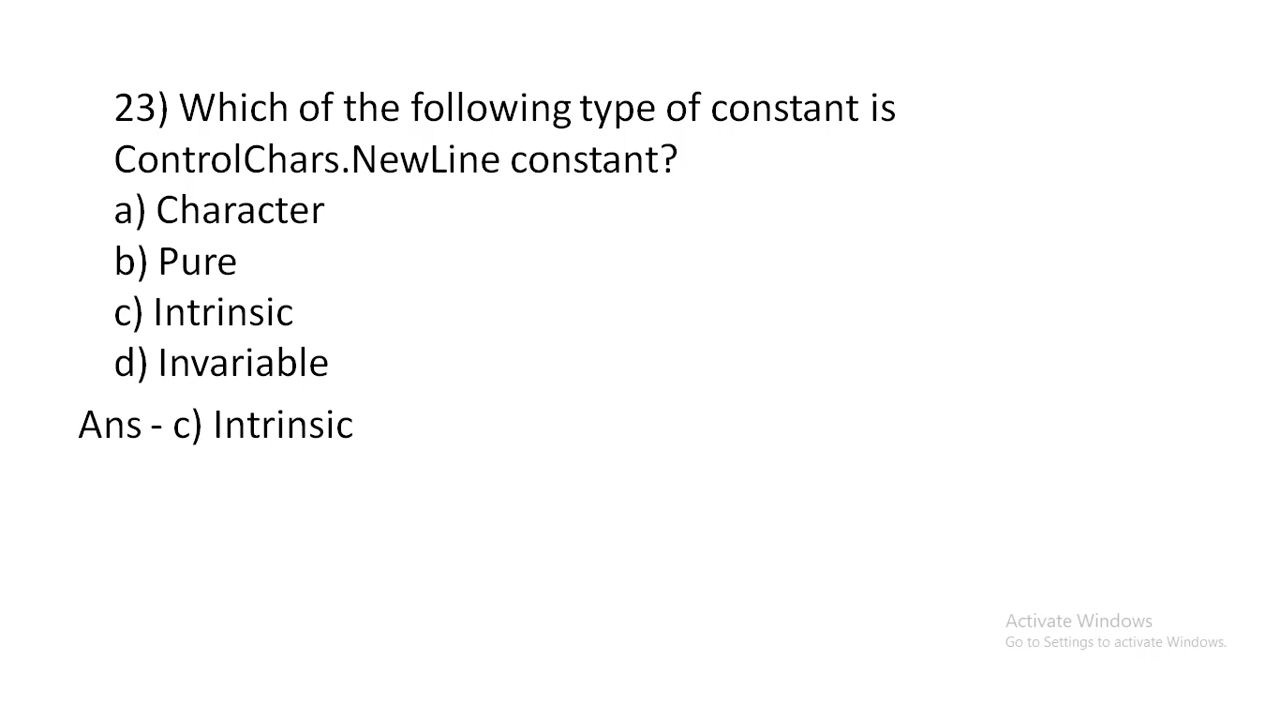 23) Which of the following type of constant is
ControlChars.NewLine constant?
a) Character
b) Pure
c) Intrinsic
d) Invariable
Ans - c) Intrinsic
Activate Windows
Go to Settings to activate Windows.